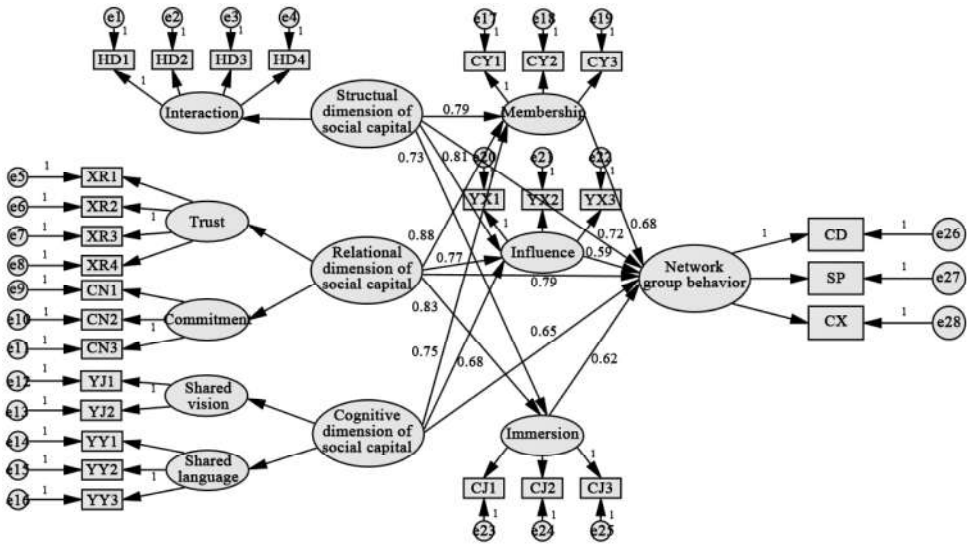 e1
e2
e3
e4
1
1
1
1
HD1
HD2
HD3
HD4
1
Interaction
e17
e18
e19
1
1
1
CY1
CY2
CY3
1
Membership
Structual
dimension of
social capital
0.79
0.73
0.81
e20
e21
e22
1
1
1
YX1
YX2
YX3
1
Influence
0.72
0.59
0.68
e5
1
XR1
e6
1
XR2
e7
1
XR3
e8
1
XR4
1
Trust
e9
1
CN1
e10
1
CN2
e11
1
CN3
1
Commitment
Relational
dimension of
social capital
0.88
0.77
0.83
0.79
Network
group behavior
1
CD
1
e26
SP
1
e27
CX
1
e28
e12
1
YJ1
e13
1
YJ2
1
Shared
vision
e14
1
YY1
e15
1
YY2
e16
1
YY3
1
Shared
language
Cognitive
dimension of
social capital
0.75
0.68
0.65
0.62
Immersion
1
CJ1
CJ2
CJ3
1
1
1
e23
e24
e25